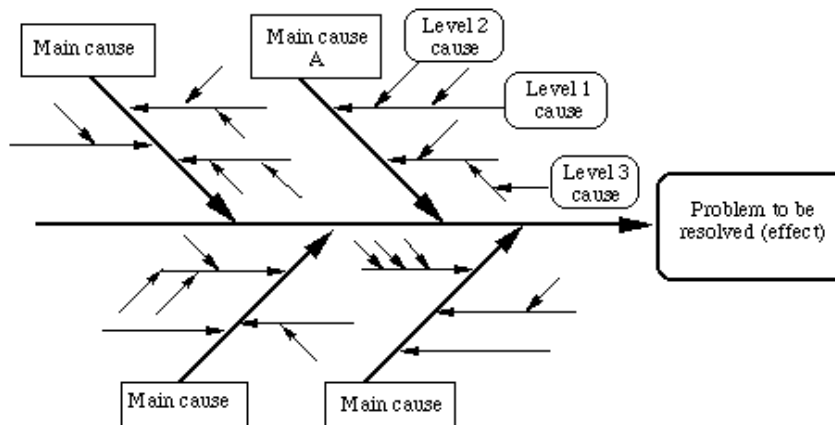 Main cause
Main cause
A
Level 2
cause
Level 1
cause
Level 3
cause
Problem to be
resolved (effect)
Main cause
Main cause